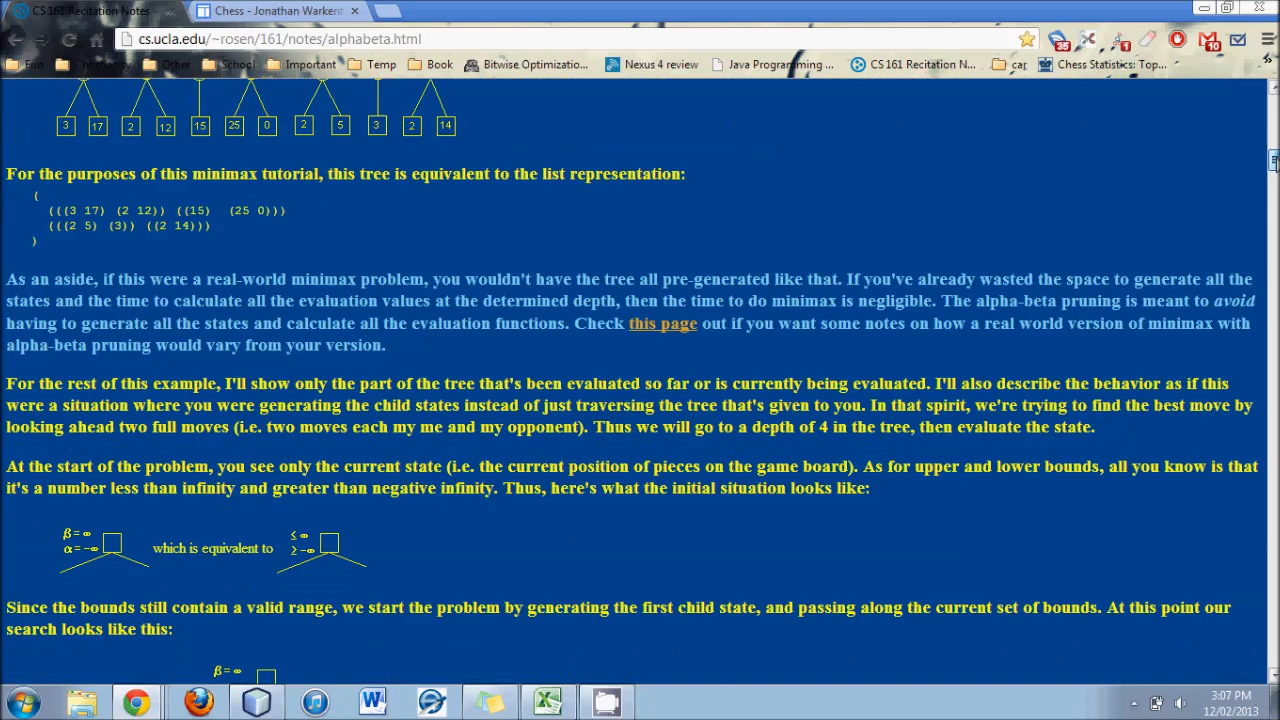 CS 161 Recitation Notes -
Chess - Jonathan Warkent
cs.ucla.edu/~rosen/161/notes/alphabeta.html
35
1
10
Fun
Christianity
Other
School
Important
Temp
Book
Bitwise Optimizatio...
Nexus 4 review
Java Programming ...
CS 161 Recitation N...
car
Chess Statistics: Top...
3 17 2 12 15 25 0 2 5 3 2 14
For the purposes of this minimax tutorial, this tree is equivalent to the list representation:
(
(((3 17) (2 12)) ((15) (25 0)))
(((2 5) (3)) ((2 14)))
)
As an aside, if this were a real-world minimax problem, you wouldn't have the tree all pre-generated like that. If you've already wasted the space to generate all the
states and the time to calculate all the evaluation values at the determined depth, then the time to do minimax is negligible. The alpha-beta pruning is meant to avoid
having to generate all the states and calculate all the evaluation functions. Check this page out if you want some notes on how a real world version of minimax with
alpha-beta pruning would vary from your version.
For the rest of this example, I'll show only the part of the tree that's been evaluated so far or is currently being evaluated. I'll also describe the behavior as if this
were a situation where you were generating the child states instead of just traversing the tree that's given to you. In that spirit, we're trying to find the best move by
looking ahead two full moves (i.e. two moves each my me and my opponent). Thus we will go to a depth of 4 in the tree, then evaluate the state.
At the start of the problem, you see only the current state (i.e. the current position of pieces on the game board). As for upper and lower bounds, all you know is that
it's a number less than infinity and greater than negative infinity. Thus, here's what the initial situation looks like:
β = ∞
α = -∞
which is equivalent to
≤ ∞
≥ -∞
Since the bounds still contain a valid range, we start the problem by generating the first child state, and passing along the current set of bounds. At this point our
search looks like this:
β = ∞
3:07 PM
12/02/2013